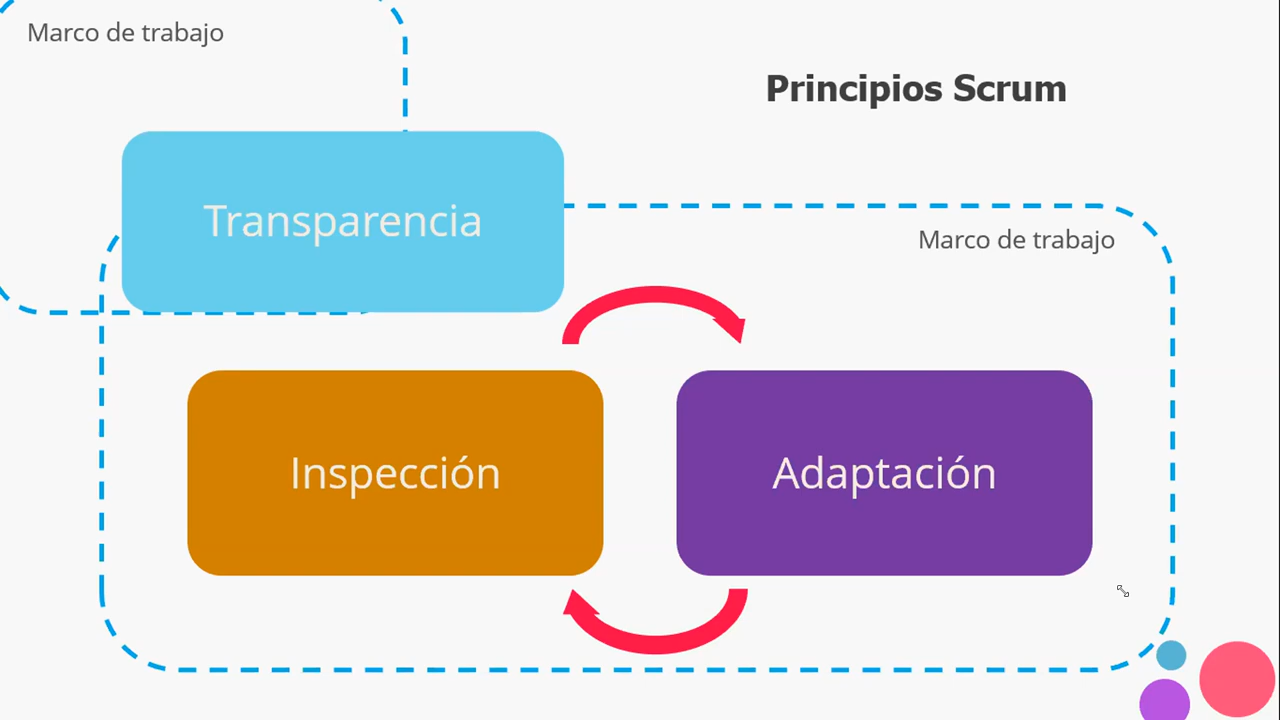 Marco de trabajo
Principios Scrum
Transparencia
Marco de trabajo
Inspección
Adaptación